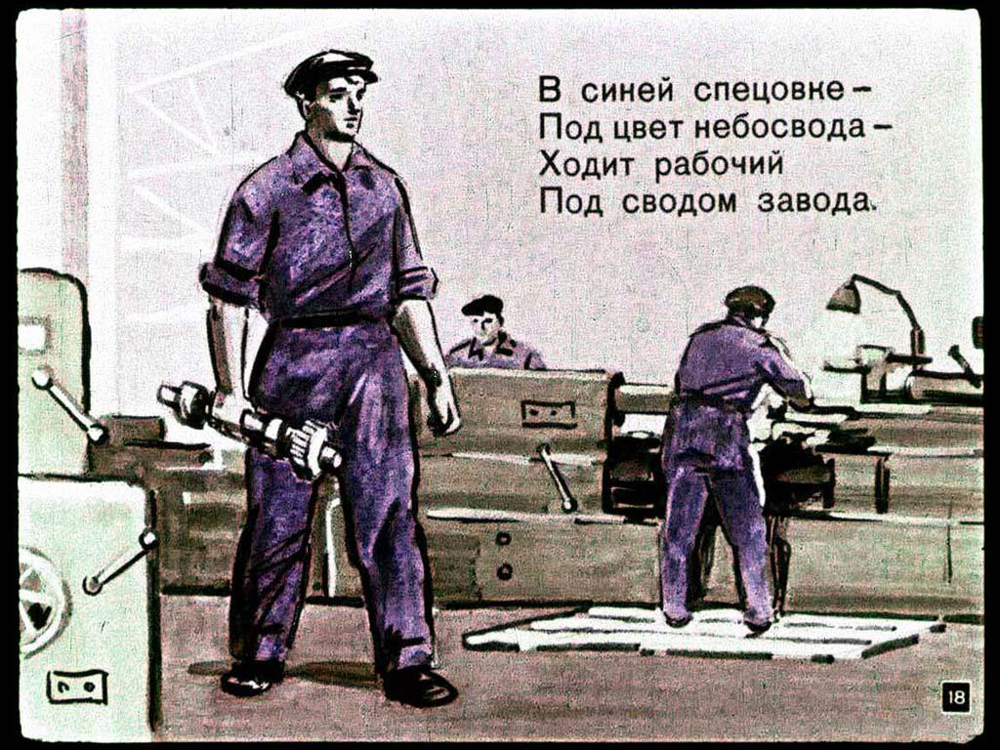 В синей спецовке –
Под цвет небосвода –
Ходит рабочий
Под сводом завода.
18